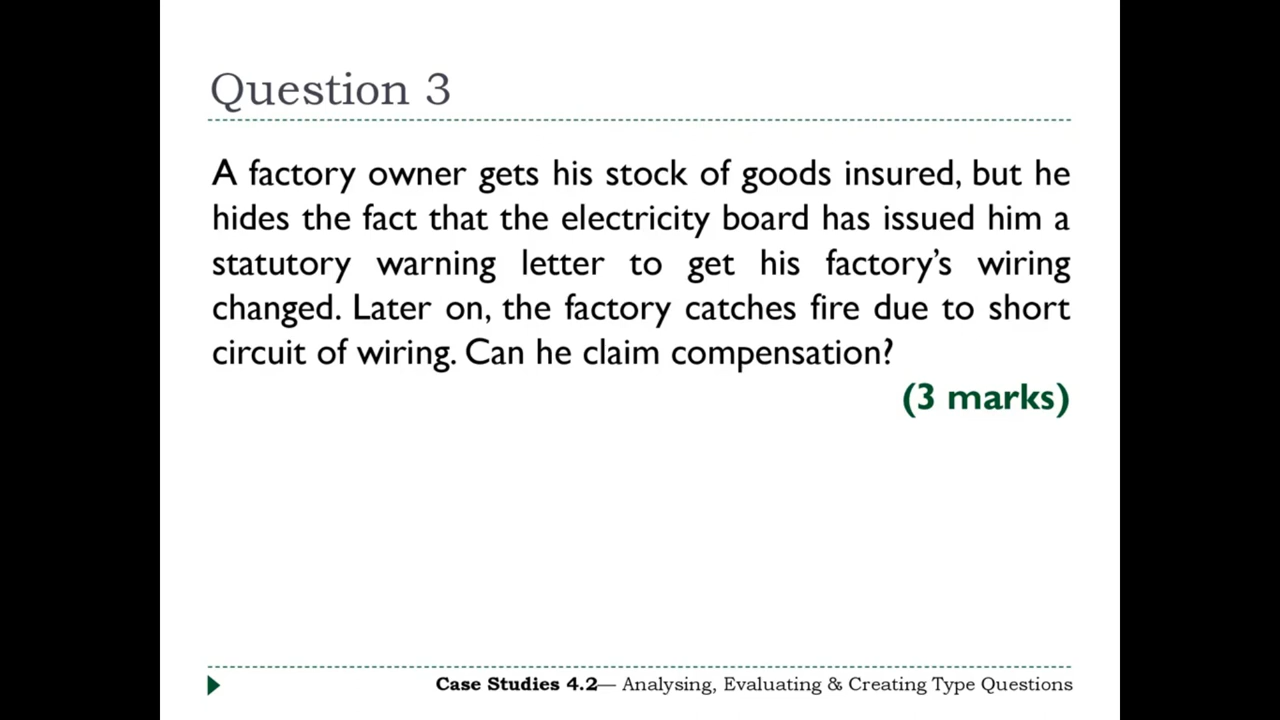 Question 3
A factory owner gets his stock of goods insured, but he
hides the fact that the electricity board has issued him a
statutory warning letter to get his factory’s wiring
changed. Later on, the factory catches fire due to short
circuit of wiring. Can he claim compensation?
(3 marks)
Case Studies 4.2— Analysing, Evaluating & Creating Type Questions